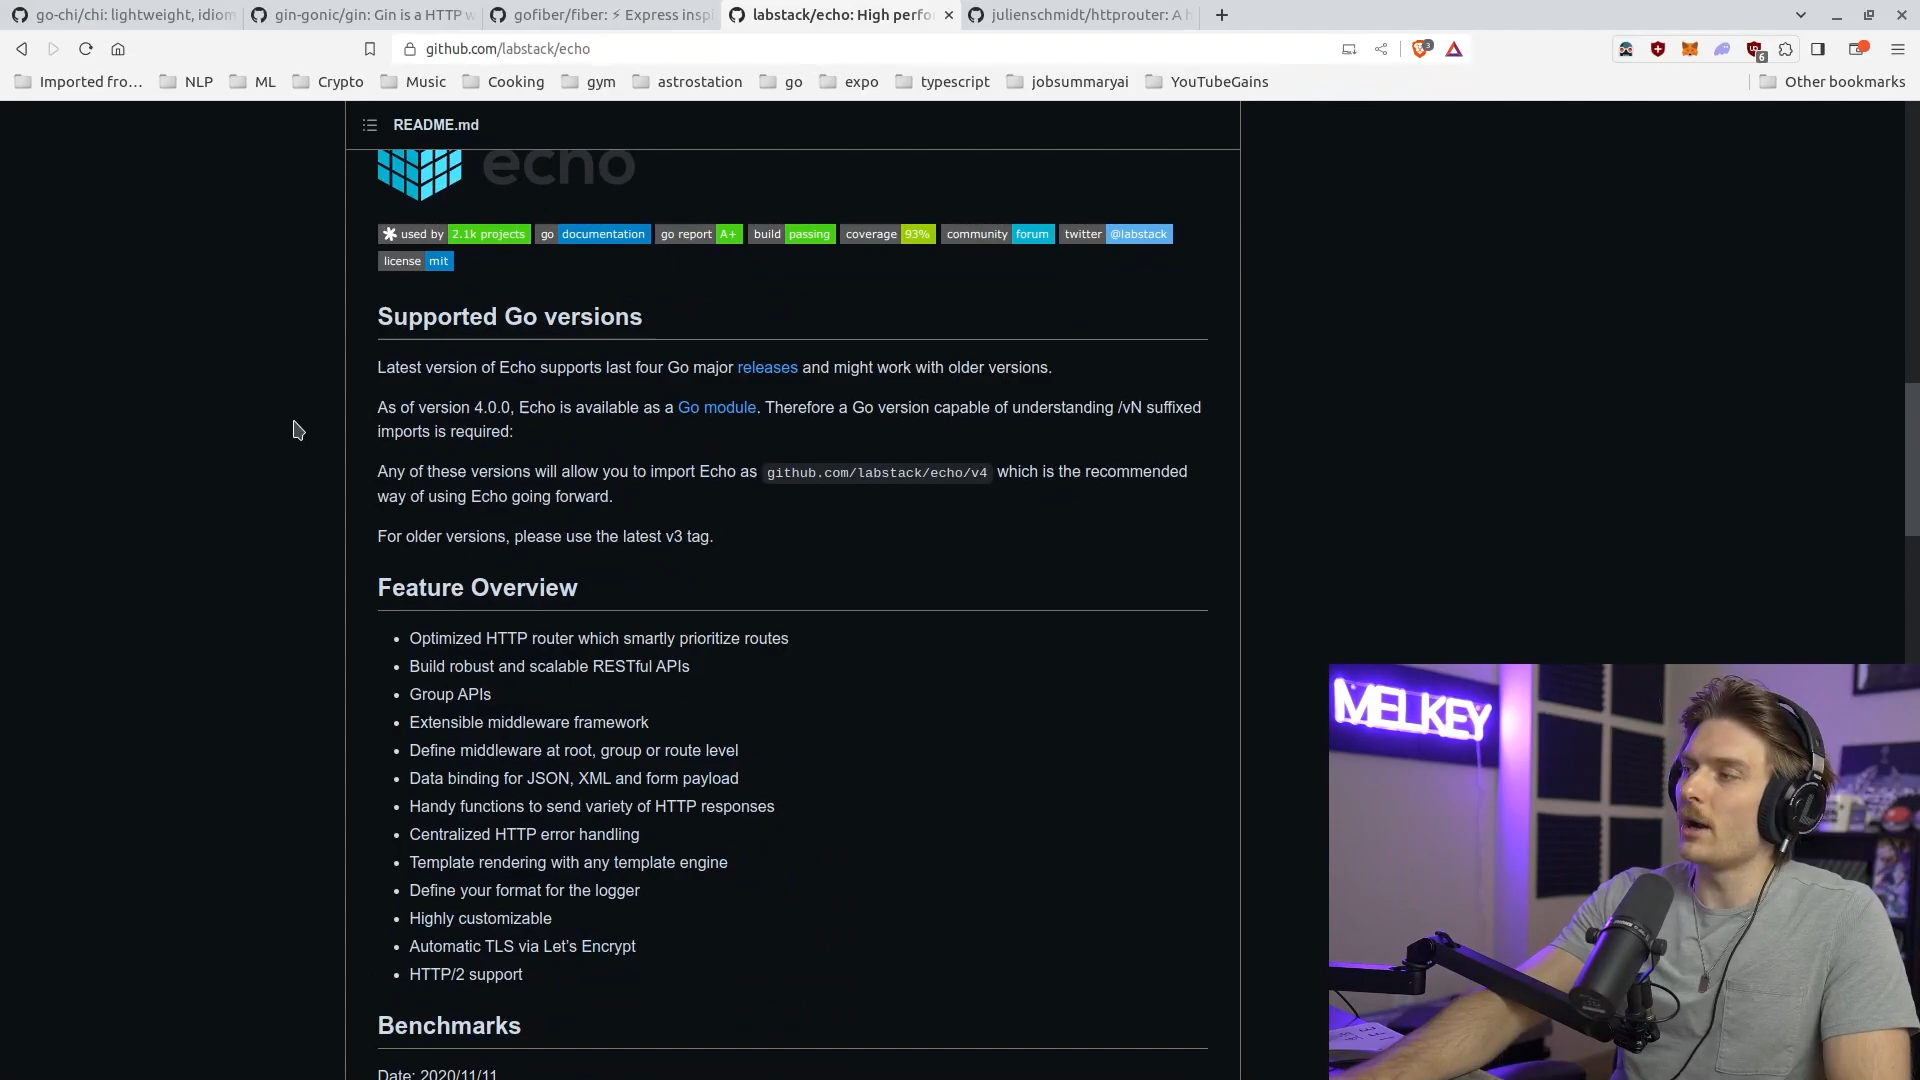 go-chi/chi: lightweight, idiom
gin-gonic/gin: Gin is a HTTP w
gofiber/fiber: ⚡ Express inspi
labstack/echo: High perfo
julienschmidt/httprouter: A h
github.com/labstack/echo
3
6
Imported fro...
NLP
ML
Crypto
Music
Cooking
gym
astrostation
go
expo
typescript
jobsummaryai
YouTubeGains
Other bookmarks
README.md
echo
used by 2.1k projects go documentation go report A+ build passing coverage 93% community forum twitter @labstack
license mit
Supported Go versions
Latest version of Echo supports last four Go major releases and might work with older versions.
As of version 4.0.0, Echo is available as a Go module. Therefore a Go version capable of understanding /vN suffixed
imports is required:
Any of these versions will allow you to import Echo as github.com/labstack/echo/v4 which is the recommended
way of using Echo going forward.
For older versions, please use the latest v3 tag.
Feature Overview
• Optimized HTTP router which smartly prioritize routes
• Build robust and scalable RESTful APIs
• Group APIs
• Extensible middleware framework
• Define middleware at root, group or route level
• Data binding for JSON, XML and form payload
• Handy functions to send variety of HTTP responses
• Centralized HTTP error handling
• Template rendering with any template engine
• Define your format for the logger
• Highly customizable
• Automatic TLS via Let's Encrypt
• HTTP/2 support
Benchmarks
Date: 2020/11/11
MELKEY